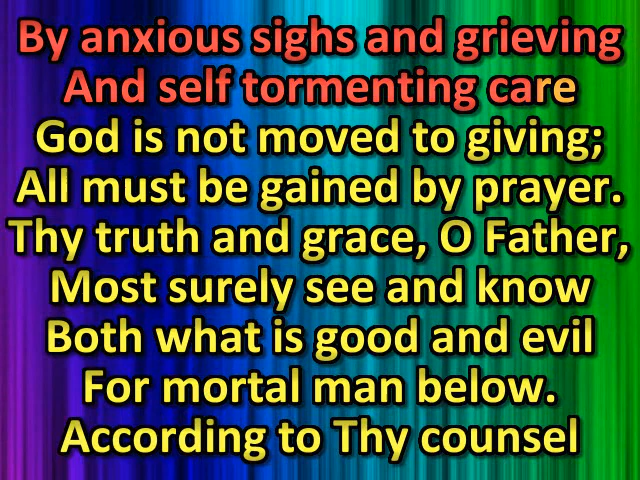 By anxious sighs and grieving
And self tormenting care
God is not moved to giving;
All must be gained by prayer.
Thy truth and grace, O Father,
Most surely see and know
Both what is good and evil
For mortal man below.
According to Thy counsel